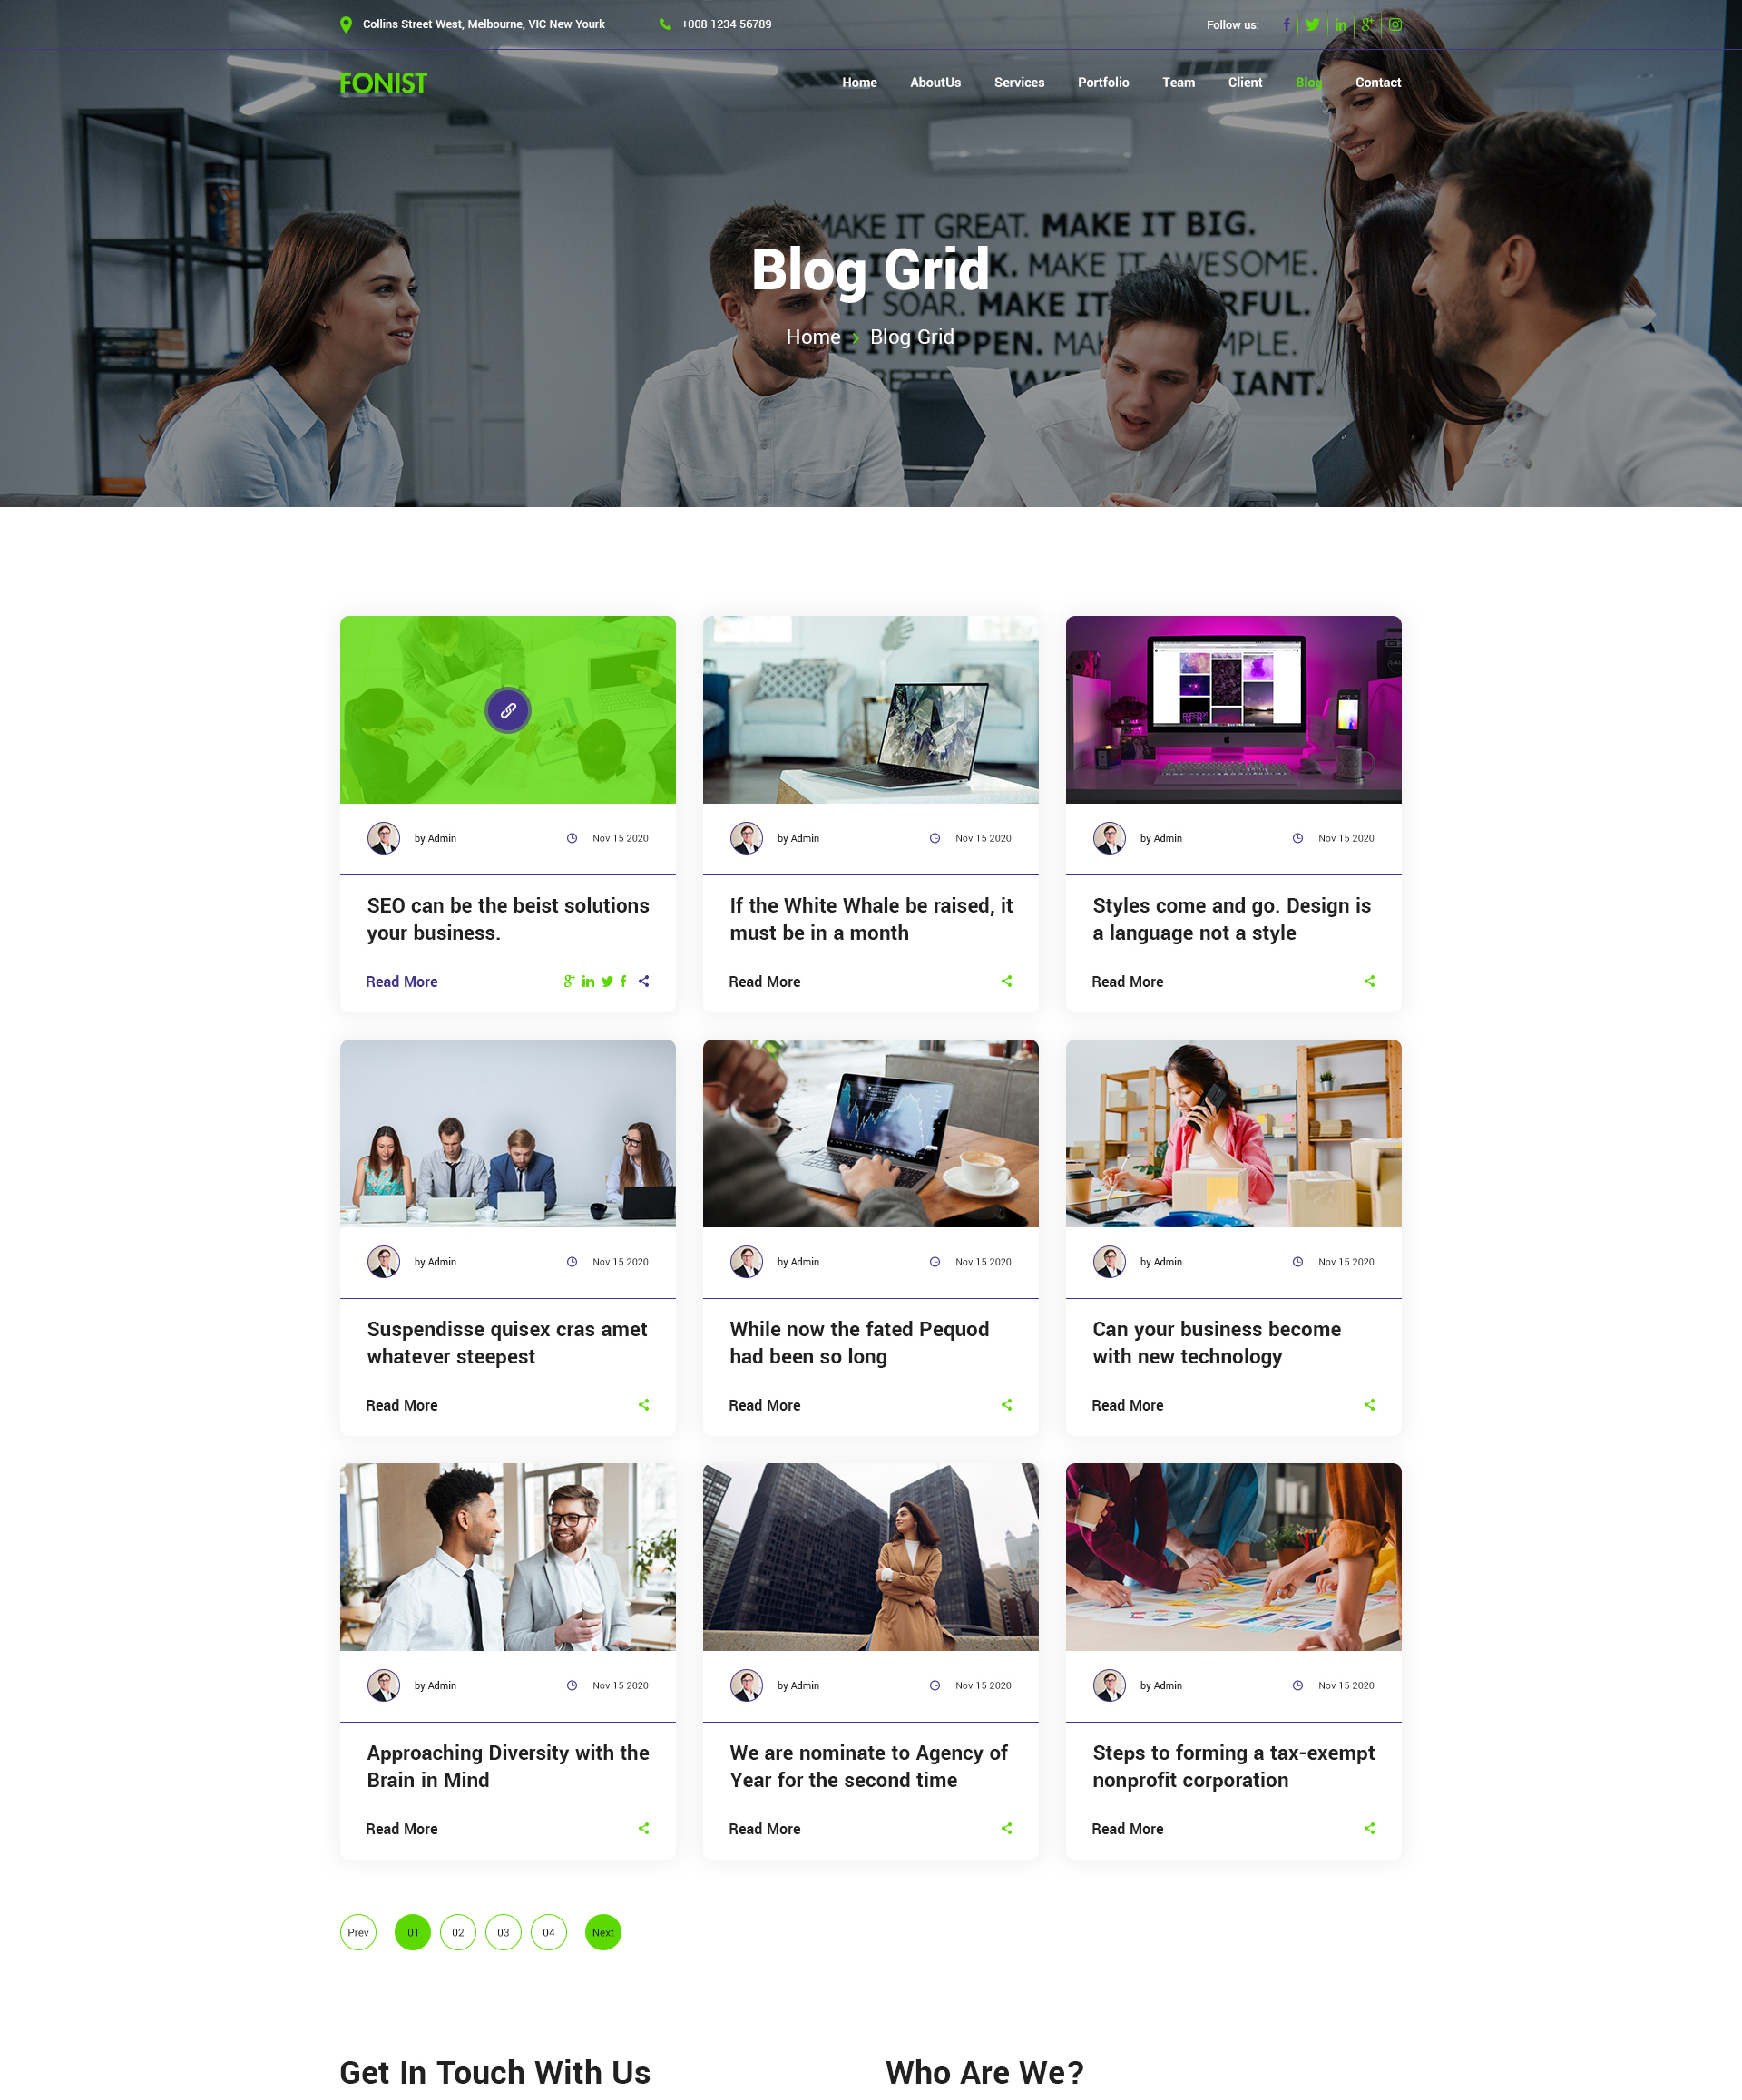 Collins Street West, Melbourne, VIC New Yourk
+008 1234 56789
Follow us:
FONIST
Home AboutUs Services Portfolio Team Client Blog Contact
MAKE IT GREAT. MAKE IT BIG.
MAKE IT AWESOME.
IT SOAR. MAKE IT
IT HAPPEN.
Blog Grid
Home > Blog Grid
by Admin Nov 15 2020
SEO can be the beist solutions
your business.
Read More
by Admin Nov 15 2020
If the White Whale be raised, it
must be in a month
Read More
by Admin Nov 15 2020
Styles come and go. Design is
a language not a style
Read More
by Admin Nov 15 2020
Suspendisse quisex cras amet
whatever steepest
Read More
by Admin Nov 15 2020
While now the fated Pequod
had been so long
Read More
by Admin Nov 15 2020
Can your business become
with new technology
Read More
by Admin Nov 15 2020
Approaching Diversity with the
Brain in Mind
Read More
by Admin Nov 15 2020
We are nominate to Agency of
Year for the second time
Read More
by Admin Nov 15 2020
Steps to forming a tax-exempt
nonprofit corporation
Read More
Prev 01 02 03 04 Next
Get In Touch With Us
Who Are We?